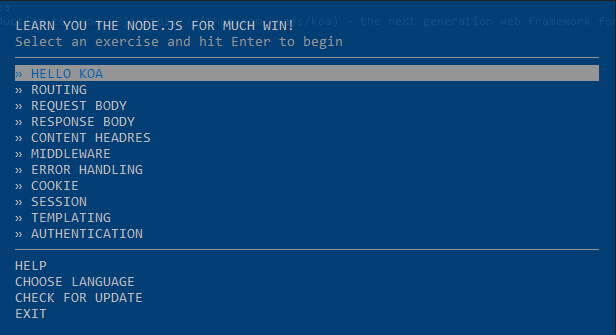 LEARN YOU THE NODE.JS FOR MUCH WIN!
Select an exercise and hit Enter to begin
» HELLO KOA
» ROUTING
» REQUEST BODY
» RESPONSE BODY
» CONTENT HEADRES
» MIDDLEWARE
» ERROR HANDLING
» COOKIE
» SESSION
» TEMPLATING
» AUTHENTICATION
HELP
CHOOSE LANGUAGE
CHECK FOR UPDATE
EXIT